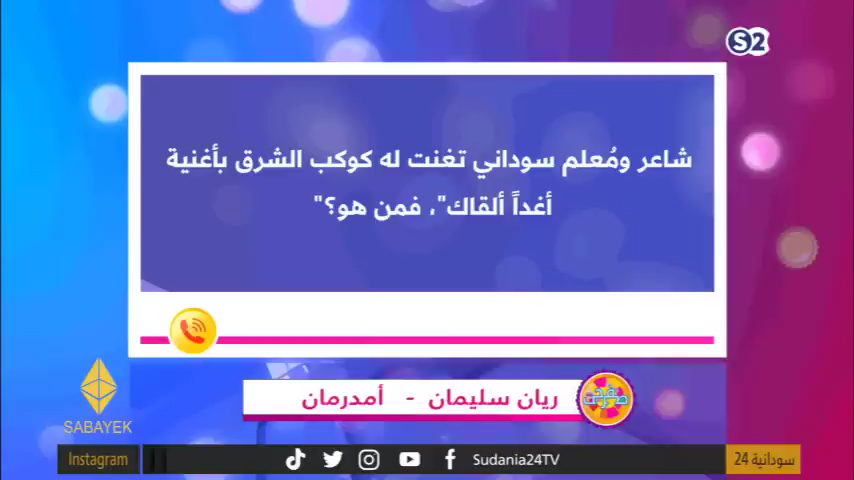 S2
شاعر ومُعلم سوداني تغنت له كوكب الشرق بأغنية
أغداً ألقاك"، فمن هو؟"
ريان سليمان - أمدرمان
SABAYEK
Instagram
Sudania24TV
سودانية 24